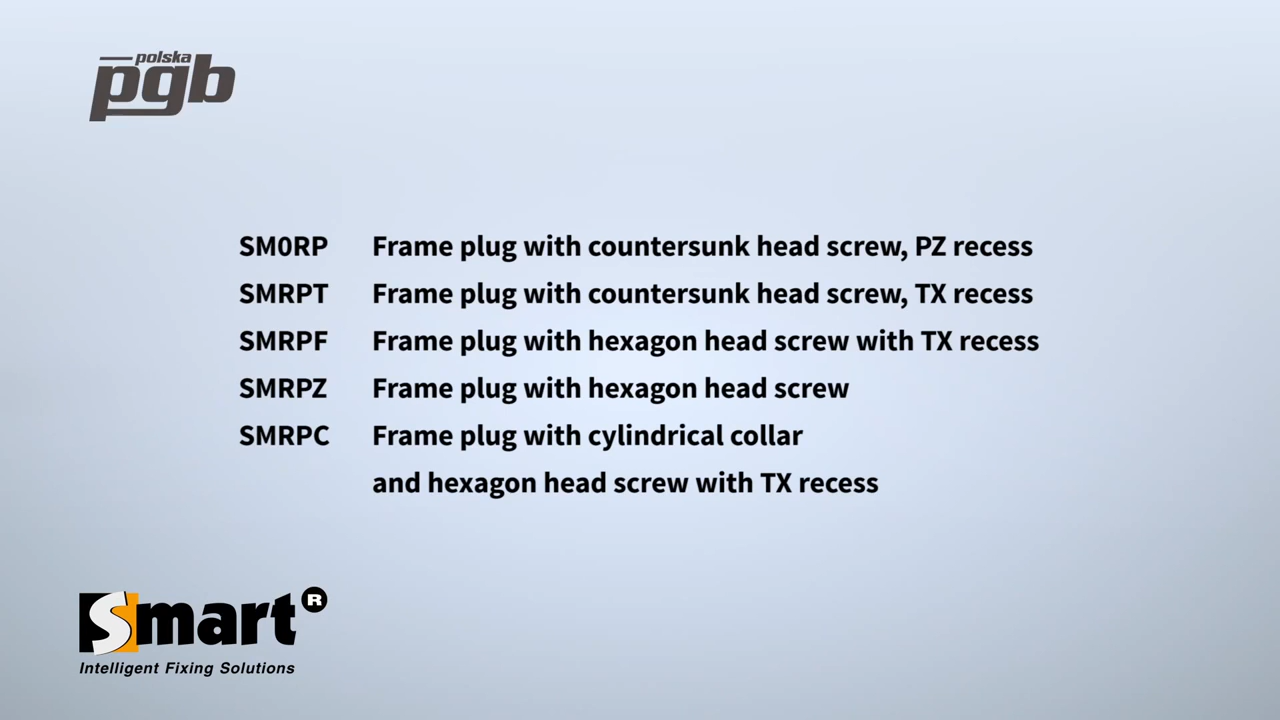 polska
pgb
SM0RP Frame plug with countersunk head screw, PZ recess
SMRPT Frame plug with countersunk head screw, TX recess
SMRPF Frame plug with hexagon head screw with TX recess
SMRPZ Frame plug with hexagon head screw
SMRPC Frame plug with cylindrical collar
and hexagon head screw with TX recess
Smart®
Intelligent Fixing Solutions